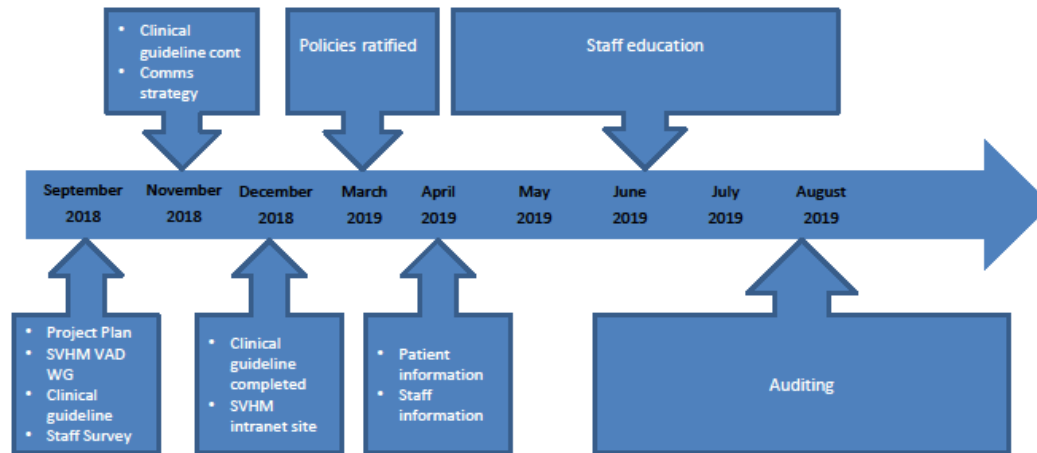 • Clinical
guideline cont
• Comms
strategy
Policies ratified
Staff education
September
2018
November
2018
December
2018
March
2019
April
2019
May
2019
June
2019
July
2019
August
2019
• Project Plan
• SVHM VAD
WG
• Clinical
guideline
• Staff Survey
• Clinical
guideline
completed
• SVHM
intranet site
• Patient
information
• Staff
information
Auditing